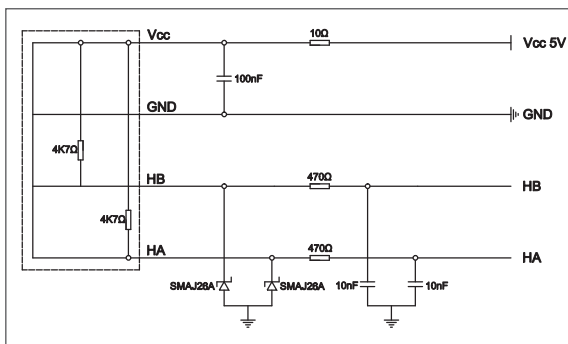 Vcc
10Ω
Vcc 5V
100nF
GND
GND
4K7Ω
HB
470Ω
HB
4K7Ω
HA
470Ω
HA
SMAJ26A
SMAJ26A
10nF
10nF